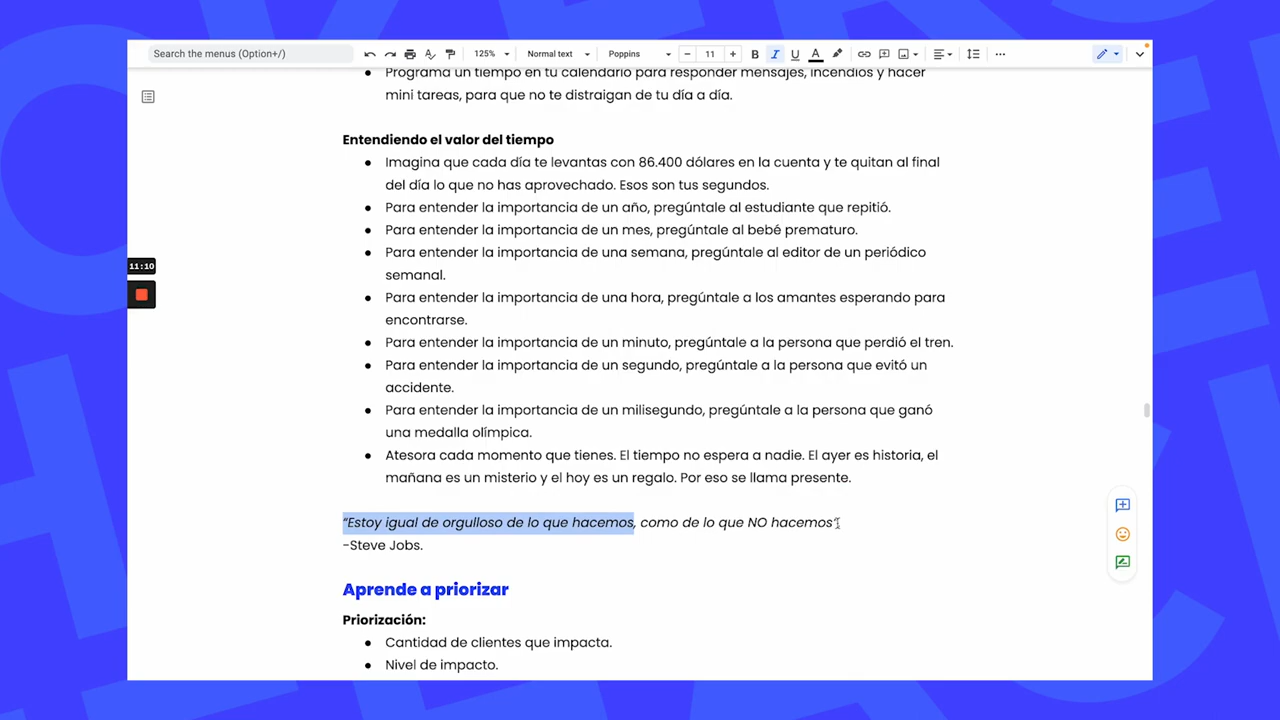 Search the menus (Option+/)
125%
Normal text
Poppins
11
B
I
U
A
Programa un tiempo en tu calendario para responder mensajes, incendios y hacer
mini tareas, para que no te distraigan de tu día a día.
Entendiendo el valor del tiempo
Imagina que cada día te levantas con 86.400 dólares en la cuenta y te quitan al final
del día lo que no has aprovechado. Esos son tus segundos.
Para entender la importancia de un año, pregúntale al estudiante que repitió.
Para entender la importancia de un mes, pregúntale al bebé prematuro.
Para entender la importancia de una semana, pregúntale al editor de un periódico
semanal.
Para entender la importancia de una hora, pregúntale a los amantes esperando para
encontrarse.
Para entender la importancia de un minuto, pregúntale a la persona que perdió el tren.
Para entender la importancia de un segundo, pregúntale a la persona que evitó un
accidente.
Para entender la importancia de un milisegundo, pregúntale a la persona que ganó
una medalla olímpica.
Atesora cada momento que tienes. El tiempo no espera a nadie. El ayer es historia, el
mañana es un misterio y el hoy es un regalo. Por eso se llama presente.
“Estoy igual de orgulloso de lo que hacemos, como de lo que NO hacemos”
-Steve Jobs.
Aprende a priorizar
Priorización:
Cantidad de clientes que impacta.
Nivel de impacto.
11:10